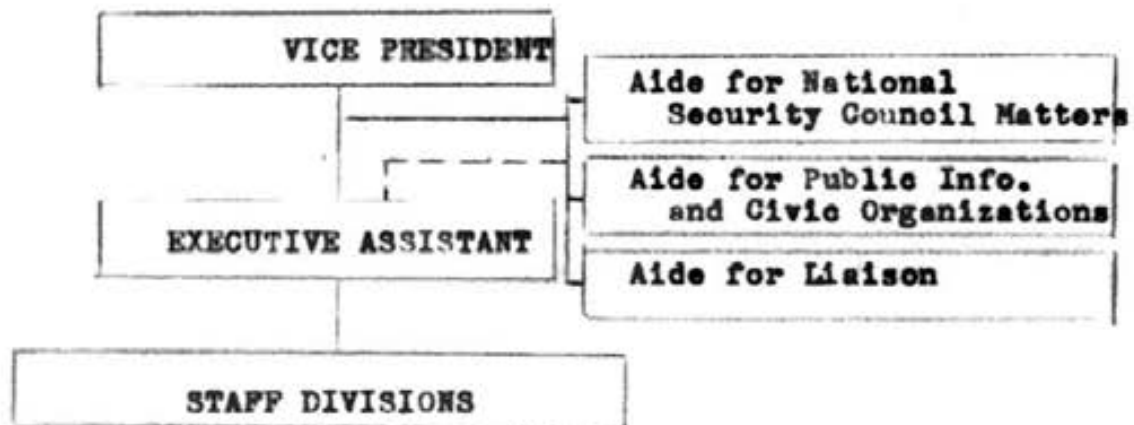 VICE PRESIDENT
Aide for National
Security Council Matters
Aide for Public Info.
and Civic Organizations
EXECUTIVE ASSISTANT
Aide for Liaison
STAFF DIVISIONS